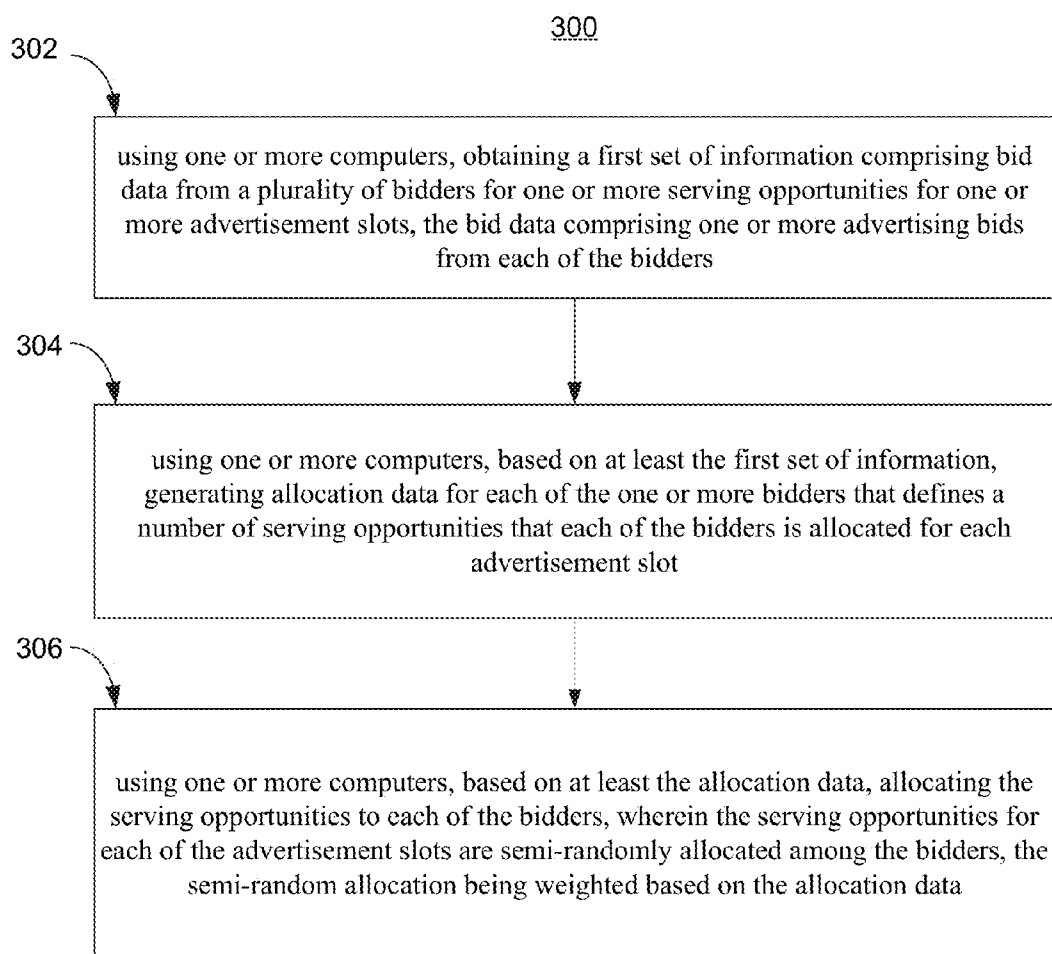 300
302
using one or more computers, obtaining a first set of information comprising bid
data from a plurality of bidders for one or more serving opportunities for one or
more advertisement slots, the bid data comprising one or more advertising bids
from each of the bidders
304
using one or more computers, based on at least the first set of information,
generating allocation data for each of the one or more bidders that defines a
number of serving opportunities that each of the bidders is allocated for each
advertisement slot
306
using one or more computers, based on at least the allocation data, allocating the
serving opportunities to each of the bidders, wherein the serving opportunities for
each of the advertisement slots are semi-randomly allocated among the bidders, the
semi-random allocation being weighted based on the allocation data